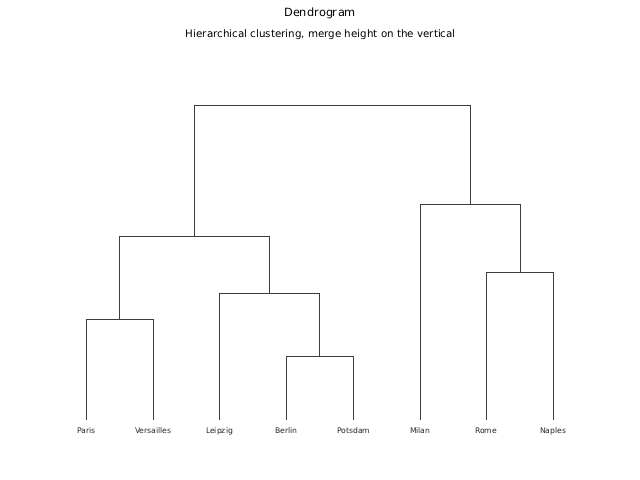 Dendrogram
Hierarchical clustering, merge height on the vertical
Paris Versailles Leipzig Berlin Potsdam Milan Rome Naples